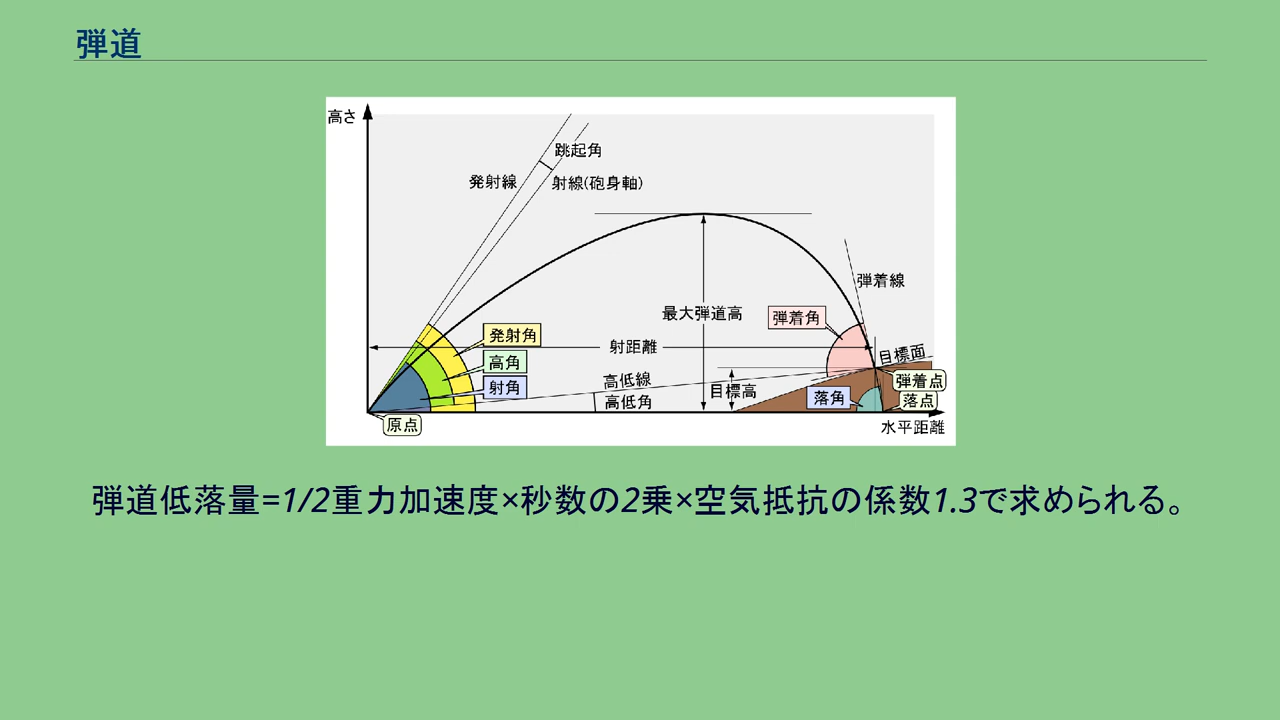 弾道
高さ
跳起角
発射線
射線(砲身軸)
弾着線
最大弾道高
弾着角
発射角
射距離
目標面
高角
高低線
弾着点
射角
目標高
落角
落点
高低角
原点
水平距離
弾道低落量=1/2重力加速度×秒数の2乗×空気抵抗の係数1.3で求められる。